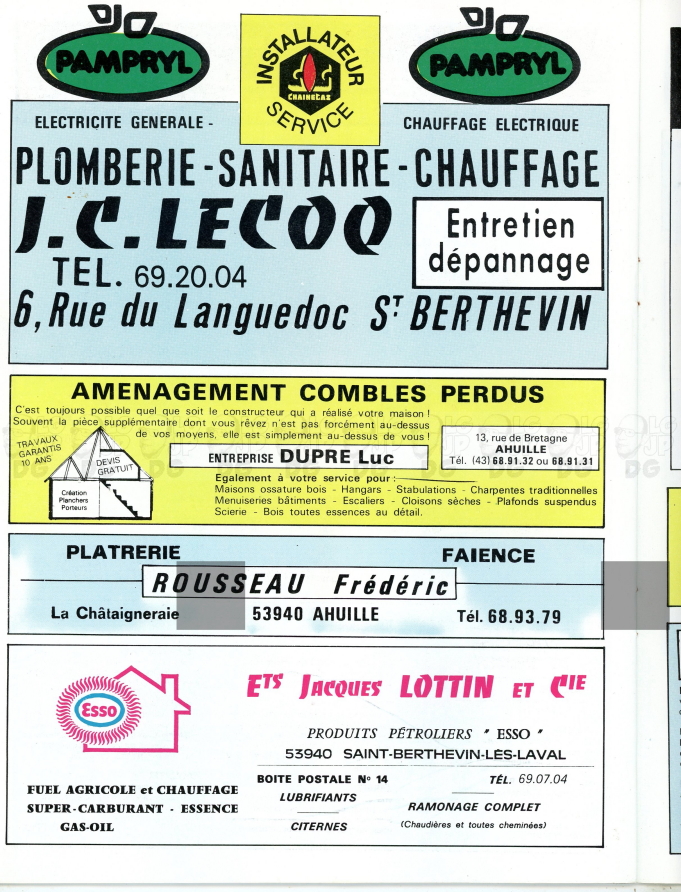 PAMPRYL
INSTALLATEUR
CHAINGTAZ
SERVICE
PAMPRYL
ELECTRICITE GENERALE -
CHAUFFAGE ELECTRIQUE
PLOMBERIE - SANITAIRE - CHAUFFAGE
J.C. LECOQ
Entretien
dépannage
TEL. 69.20.04
6, Rue du Languedoc ST BERTHEVIN
AMENAGEMENT COMBLES PERDUS
C'est toujours possible quel que soit le constructeur qui a réalisé votre maison !
Souvent la pièce supplémentaire dont vous rêvez n'est pas forcément au-dessus
de vos moyens, elle est simplement au-dessus de vous !
TRAVAUX
GARANTIS
10 ANS
DEVIS
GRATUIT
Création
Planchers
Porteurs
ENTREPRISE DUPRE Luc
13, rue de Bretagne
AHUILLE
Tél. (43) 68.91.32 ou 68.91.31
Egalement à votre service pour :
Maisons ossature bois - Hangars - Stabulations - Charpentes traditionnelles
Menuiseries bâtiments - Escaliers - Cloisons sèches - Plafonds suspendus
Scierie - Bois toutes essences au détail.
PLATRERIE
FAIENCE
ROUSSEAU Frédéric
La Châtaigneraie
53940 AHUILLE
Tél. 68.93.79
Esso
ETS JACQUES LOTTIN ET CIE
PRODUITS PÉTROLIERS " ESSO "
53940 SAINT-BERTHEVIN-LÈS-LAVAL
BOITE POSTALE N° 14
TÉL. 69.07.04
FUEL AGRICOLE et CHAUFFAGE
SUPER-CARBURANT - ESSENCE
GAS-OIL
LUBRIFIANTS
CITERNES
RAMONAGE COMPLET
(Chaudières et toutes cheminées)